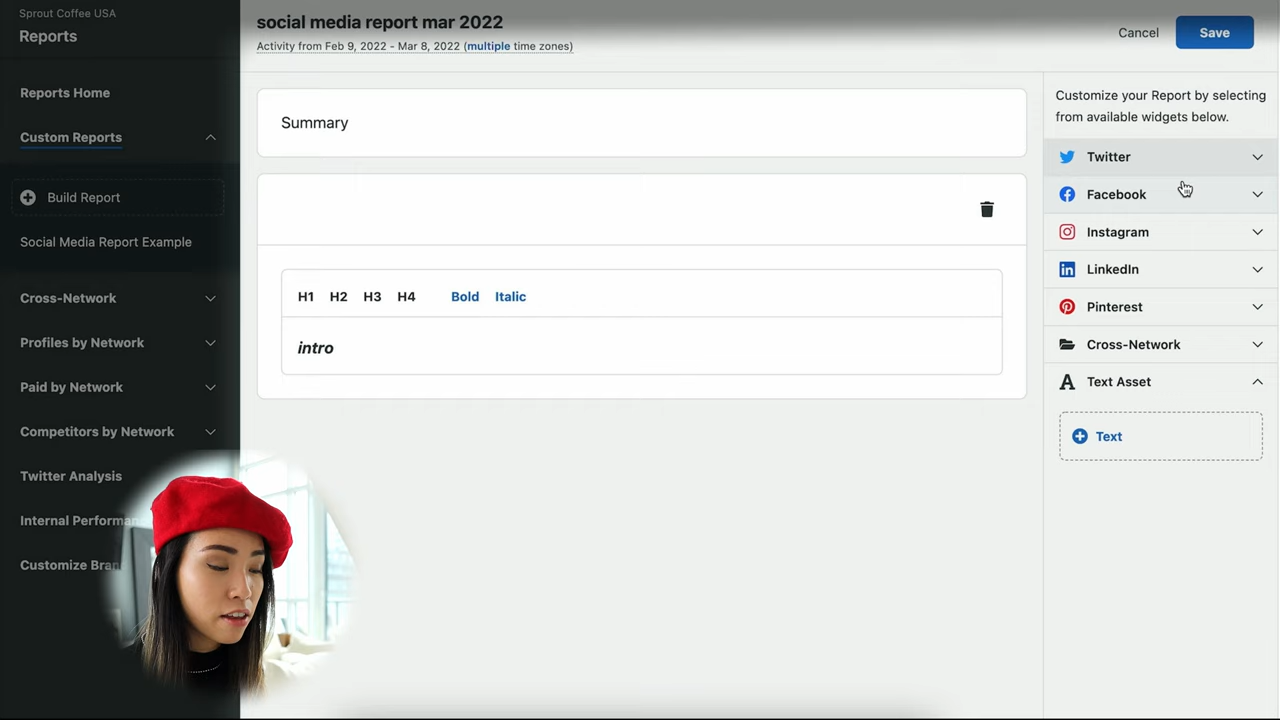 Sprout Coffee USA
Reports
Reports Home
Custom Reports
Build Report
Social Media Report Example
Cross-Network
Profiles by Network
Paid by Network
Competitors by Network
Twitter Analysis
Internal
Customize
social media report mar 2022
Activity from Feb 9, 2022 - Mar 8, 2022 (multiple time zones)
Cancel
Save
Summary
H1 H2 H3 H4 Bold Italic
intro
Customize your Report by selecting
from available widgets below.
Twitter
Facebook
Instagram
LinkedIn
Pinterest
Cross-Network
Text Asset
Text